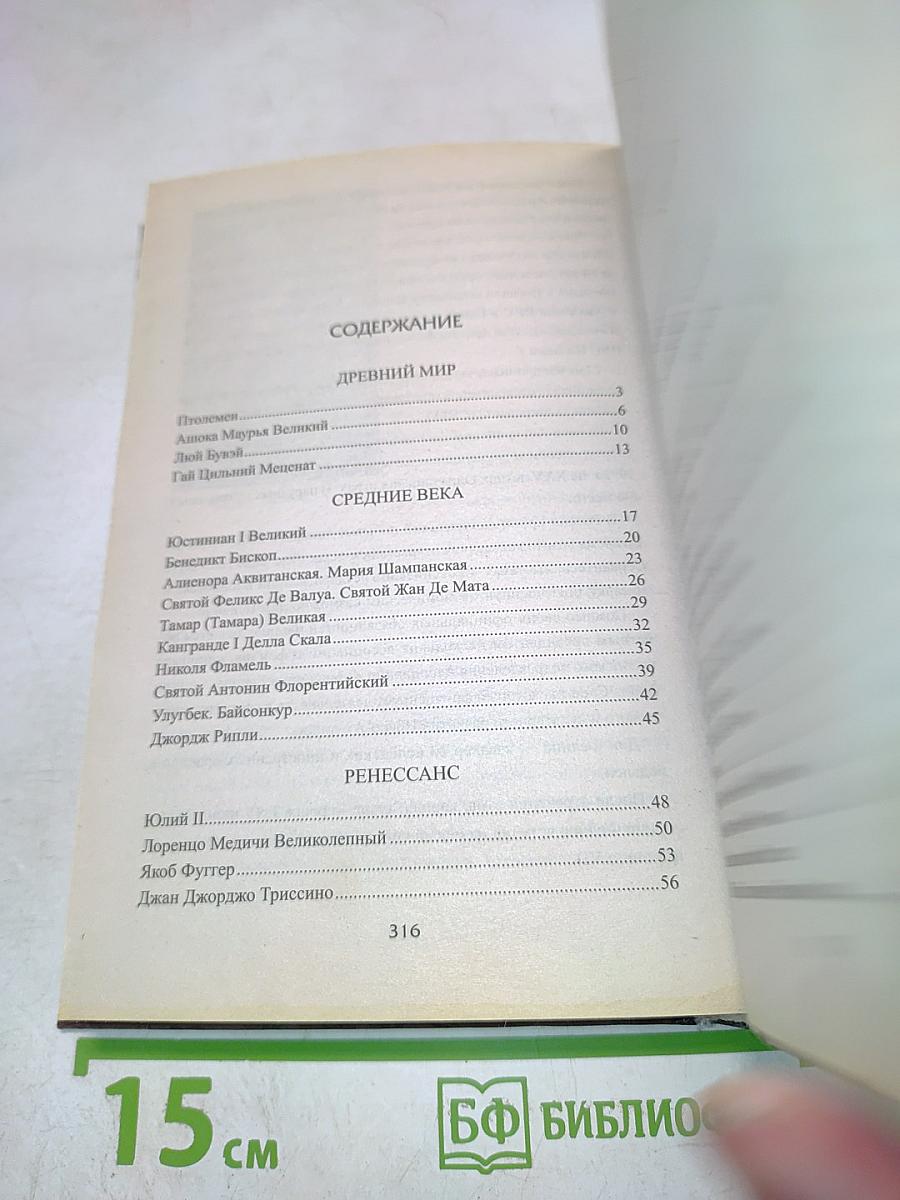 СОДЕРЖАНИЕ
ДРЕВНИЙ МИР
Птолемеи.....3
Ашока Маурья Великий.....6
Люй Бувэй.....10
Гай Цильний Меценат.....13
СРЕДНИЕ ВЕКА
Юстиниан I Великий.....17
Бенедикт Бископ.....20
Алиенора Аквитанская. Мария Шампанская.....23
Святой Феликс Де Валуа. Святой Жан Де Мата.....26
Тамар (Тамара) Великая.....29
Кангранде I Делла Скала.....32
Николя Фламель.....35
Святой Антонин Флорентийский.....39
Улугбек. Байсонкур.....42
Джордж Рипли.....45
РЕНЕССАНС
Юлий II.....48
Лоренцо Медичи Великолепный.....50
Якоб Фуггер.....53
Джан Джорджо Триссино.....56
316
15 см
БФ БИБЛИО